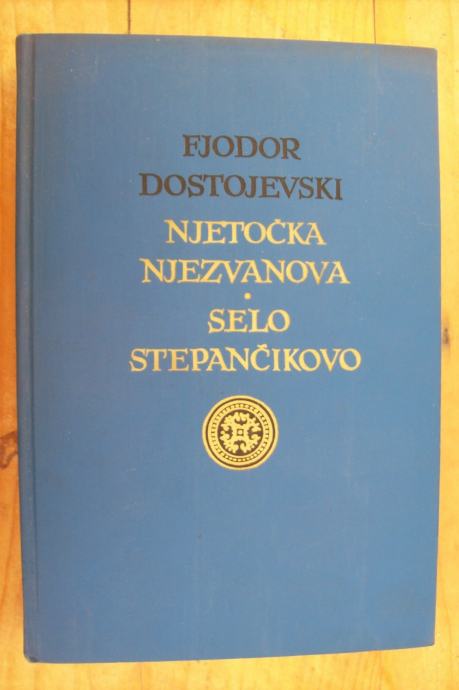 FJODOR
DOSTOJEVSKI
NJETOČKA
NJEZVANOVA
•
SELO
STEPANČIKOVO